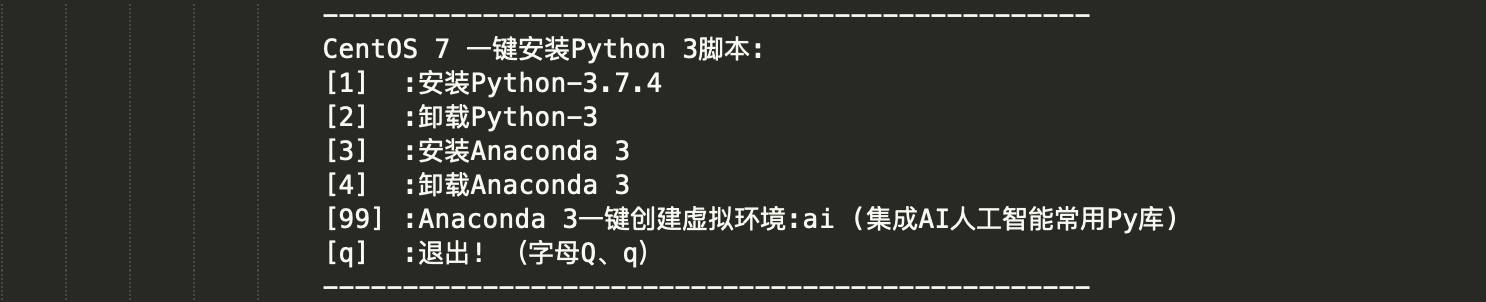 ------------------------------------------------
CentOS 7 一键安装Python 3脚本:
[1]  :安装Python-3.7.4
[2]  :卸载Python-3
[3]  :安装Anaconda 3
[4]  :卸载Anaconda 3
[99] :Anaconda 3一键创建虚拟环境:ai (集成AI人工智能常用Py库)
[q]  :退出! (字母Q、q)
------------------------------------------------